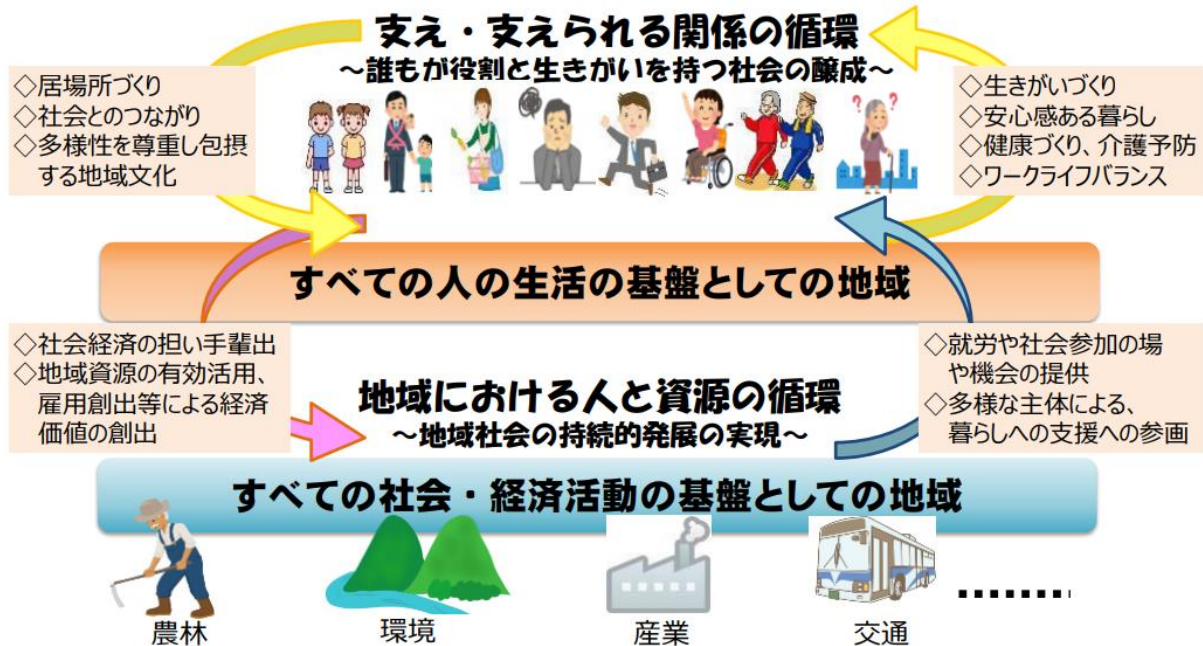 支え・支えられる関係の循環
～誰もが役割と生きがいを持つ社会の醸成～
◇居場所づくり
◇社会とのつながり
◇多様性を尊重し包摂
する地域文化
◇生きがいづくり
◇安心感ある暮らし
◇健康づくり、介護予防
◇ワークライフバランス
? ?
すべての人の生活の基盤としての地域
◇社会経済の担い手輩出
◇地域資源の有効活用、
雇用創出等による経済
価値の創出
地域における人と資源の循環
～地域社会の持続的発展の実現～
◇就労や社会参加の場
や機会の提供
◇多様な主体による、
暮らしへの支援への参画
すべての社会・経済活動の基盤としての地域
農林
環境
産業
交通